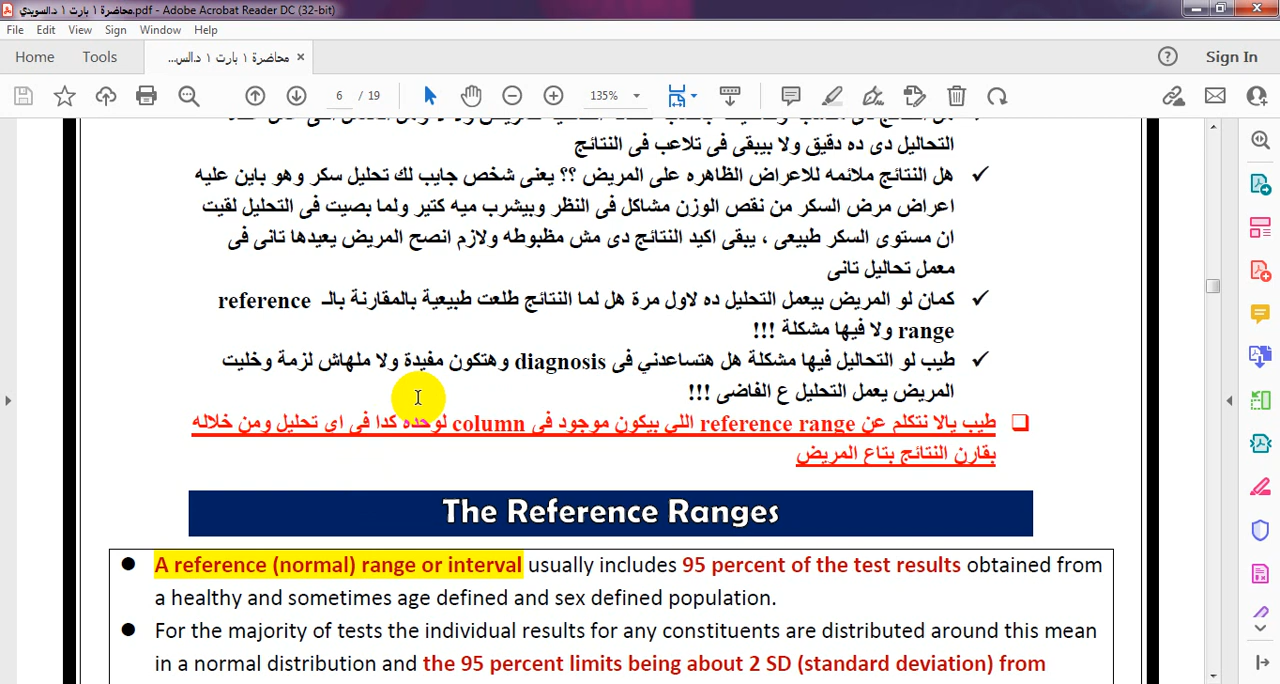 محاضرة ١ بارت ١ د.السويدي.pdf - Adobe Acrobat Reader DC (32-bit)
File Edit View Sign Window Help
Home Tools محاضرة ١ بارت ١ د.الس... × Sign In
6 / 19 135%
التحاليل دى ده دقيق ولا بيبقى فى تلاعب فى النتائج
✓ هل النتائج ملائمه للاعراض الظاهره على المريض ؟؟ يعنى شخص جايب لك تحليل سكر وهو باين عليه
اعراض مرض السكر من نقص الوزن مشاكل فى النظر وبيشرب ميه كتير ولما بصيت فى التحليل لقيت
ان مستوى السكر طبيعى ، يبقى اكيد النتائج دى مش مظبوطه ولازم انصح المريض يعيدها تانى فى
معمل تحاليل تانى
✓ كمان لو المريض بيعمل التحليل ده لاول مرة هل لما النتائج طلعت طبيعية بالمقارنة بالـ reference
range ولا فيها مشكلة !!!
✓ طيب لو التحاليل فيها مشكلة هل هتساعدني فى diagnosis وهتكون مفيدة ولا ملهاش لزمة وخليت
المريض يعمل التحليل ع الفاضى !!!
❑ طيب يالا نتكلم عن reference range اللي بيكون موجود فى column لوحده كدا فى اي تحليل ومن خلاله
بقارن النتائج بتاع المريض
The Reference Ranges
● A reference (normal) range or interval usually includes 95 percent of the test results obtained from
a healthy and sometimes age defined and sex defined population.
● For the majority of tests the individual results for any constituents are distributed around this mean
in a normal distribution and the 95 percent limits being about 2 SD (standard deviation) from